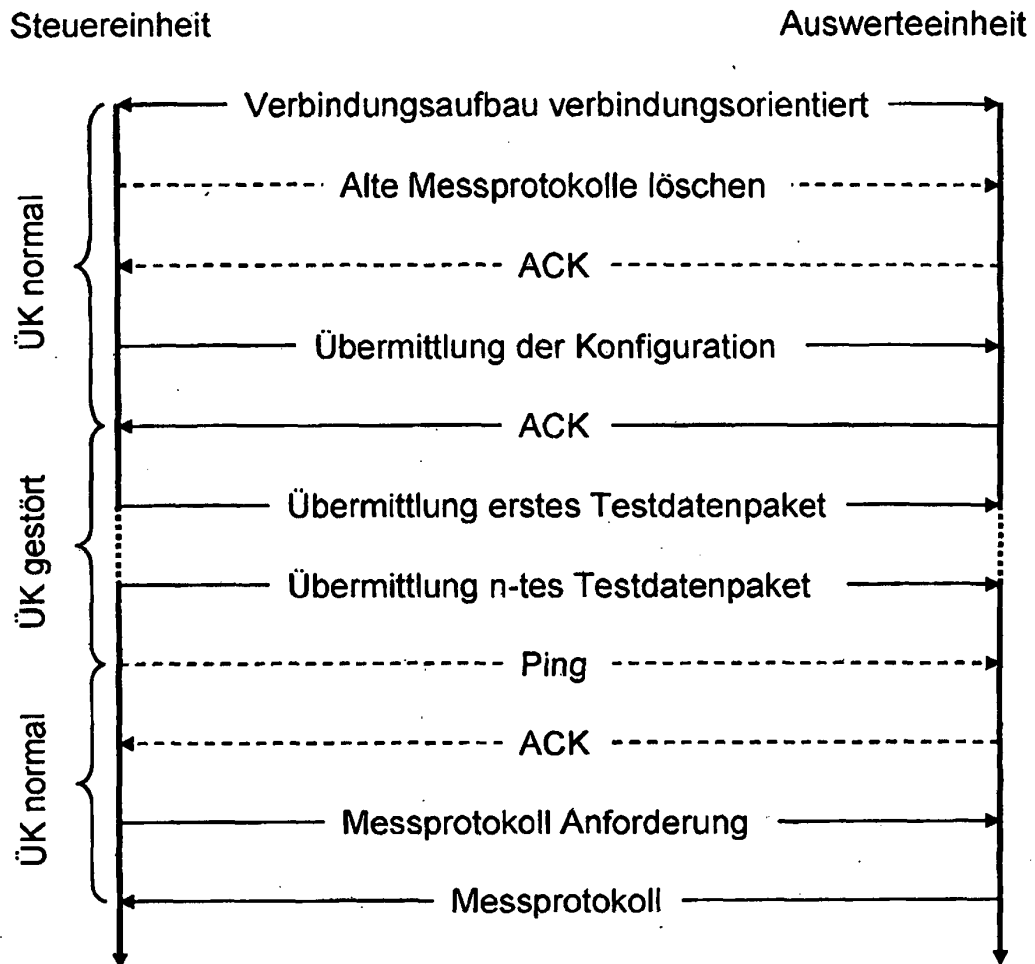 Steuereinheit Auswerteeinheit
Verbindungsaufbau verbindungsorientiert
Alte Messprotokolle löschen
ACK
Übermittlung der Konfiguration
ACK
Übermittlung erstes Testdatenpaket
Übermittlung n-tes Testdatenpaket
Ping
ACK
Messprotokoll Anforderung
Messprotokoll
ÜK normal
ÜK gestört
ÜK normal